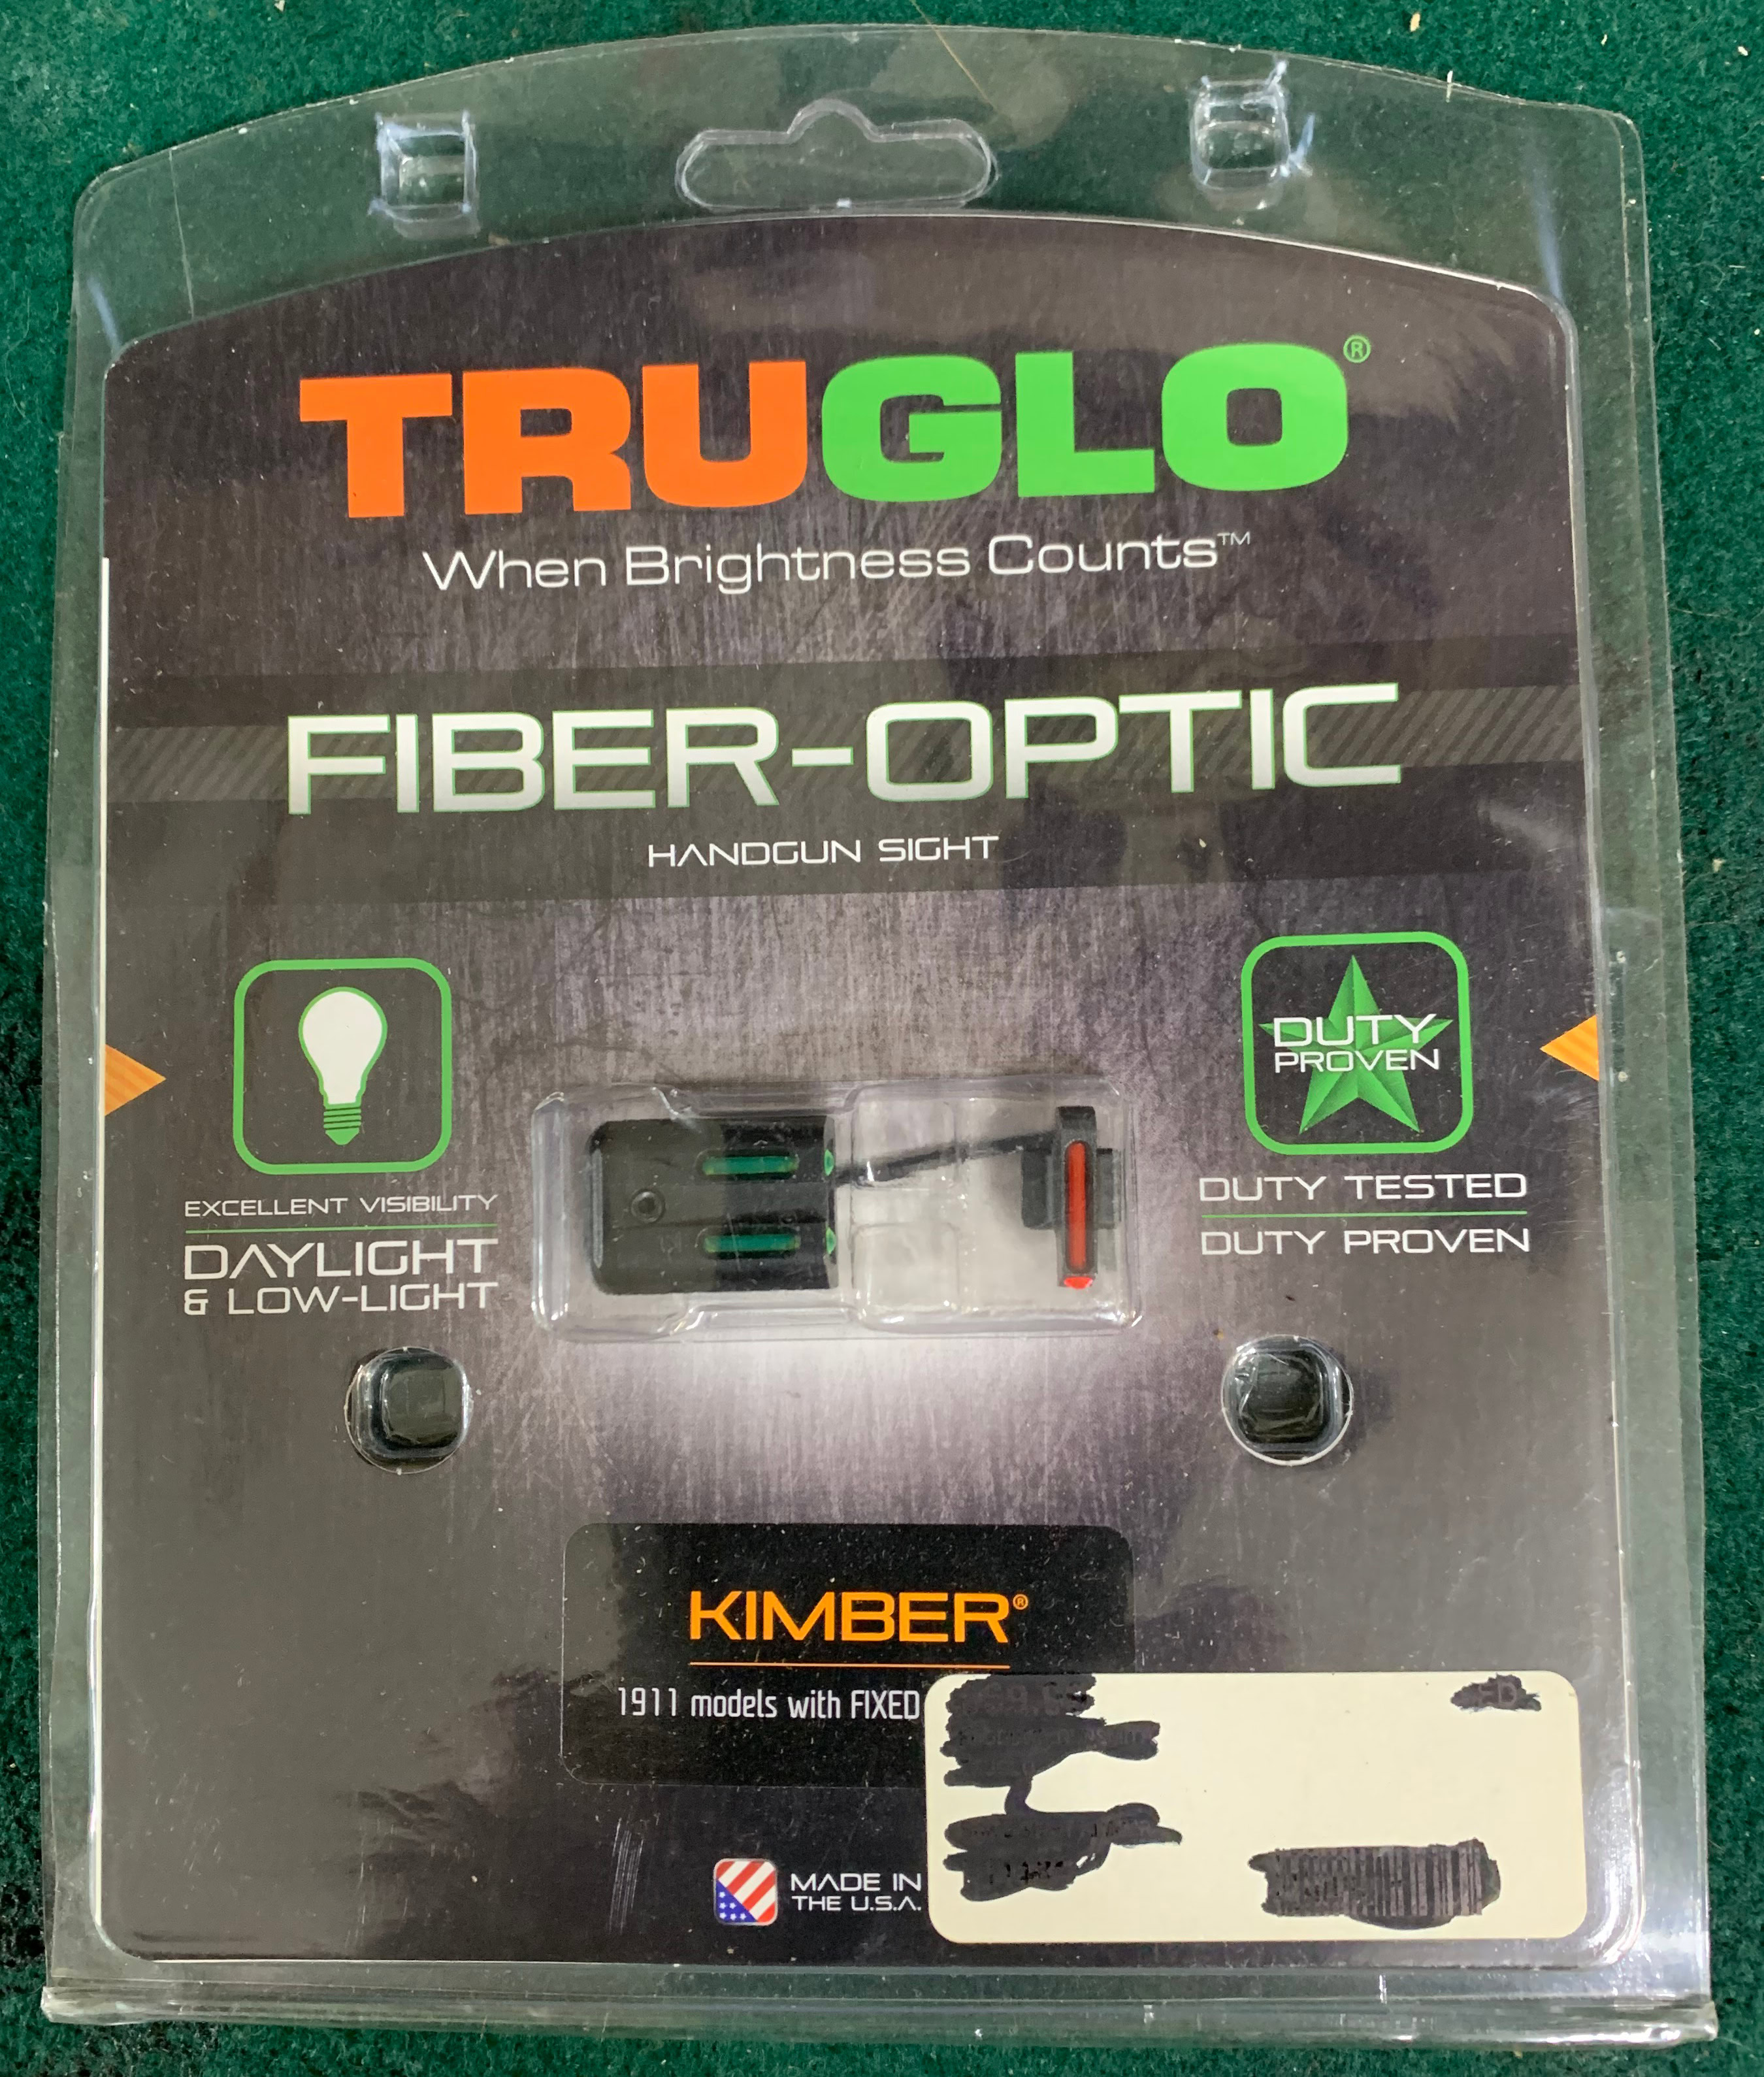 TRUGLO®
When Brightness Counts™
FIBER-OPTIC
HANDGUN SIGHT
DUTY
PROVEN
EXCELLENT VISIBILITY
DAYLIGHT
& LOW-LIGHT
DUTY TESTED
DUTY PROVEN
KIMBER®
1911 models with FIXED
MADE IN
THE U.S.A.